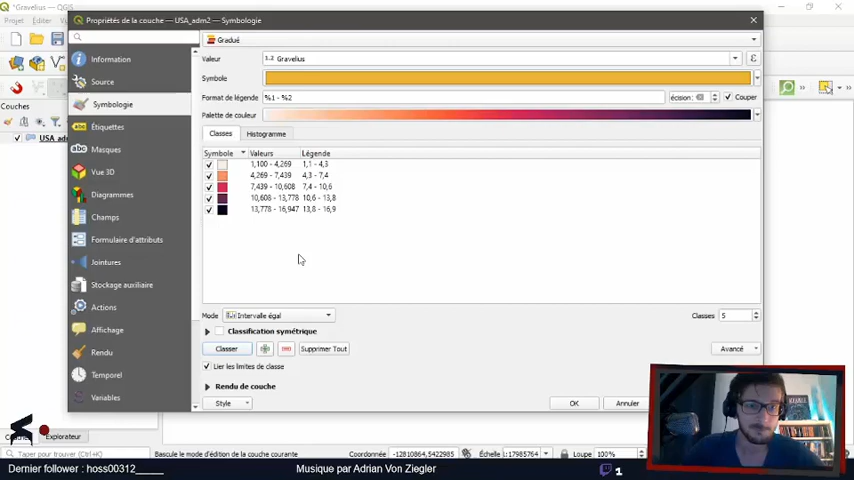 *Gravelius — QGIS
Propriétés de la couche — USA_adm2 — Symbologie
Projet Éditer
Gradué
Information
Valeur 1.2 Gravelius
Source
Symbole
Symbologie
Format de légende %1 - %2 écision: Couper
Couches
Palette de couleur
Étiquettes
USA_adm
Classes Histogramme
Masques
Symbole Valeurs Légende
1,100 - 4,269 1,1 - 4,3
Vue 3D
4,269 - 7,439 4,3 - 7,4
7,439 - 10,608 7,4 - 10,6
Diagrammes
10,608 - 13,778 10,6 - 13,8
13,778 - 16,947 13,8 - 16,9
Champs
Formulaire d'attributs
Jointures
Stockage auxiliaire
Actions
Mode Intervalle égal Classes 5
Affichage
Classification symétrique
Rendu
Classer Supprimer Tout Avancé
Lier les limites de classe
Temporel
Rendu de couche
Variables
Style OK Annuler
Explorateur
Taper pour trouver (Ctrl+K) Bascule le mode d'édition de la couche courante Coordonnée -12810864,5422985 Échelle 1:17985764 Loupe 100%
Dernier follower : hoss00312_____ Musique par Adrian Von Ziegler 1